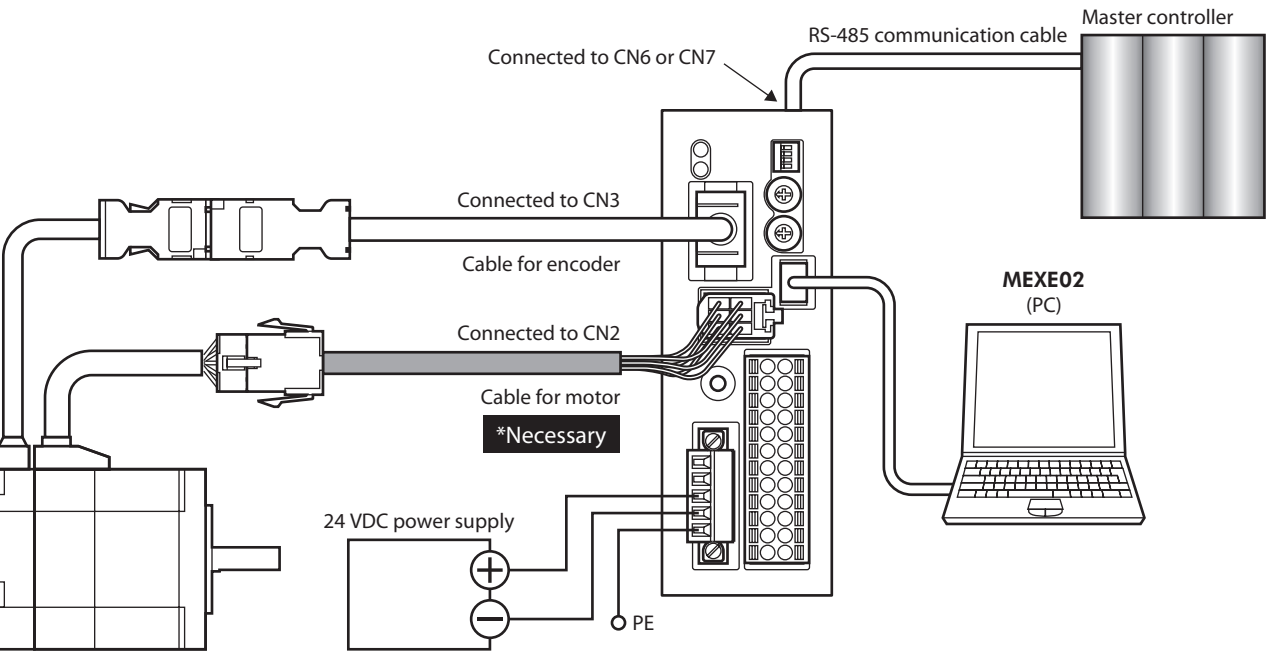 Master controller
RS-485 communication cable
Connected to CN6 or CN7
Connected to CN3
Cable for encoder
MEXE02
(PC)
Connected to CN2
Cable for motor
*Necessary
24 VDC power supply
PE